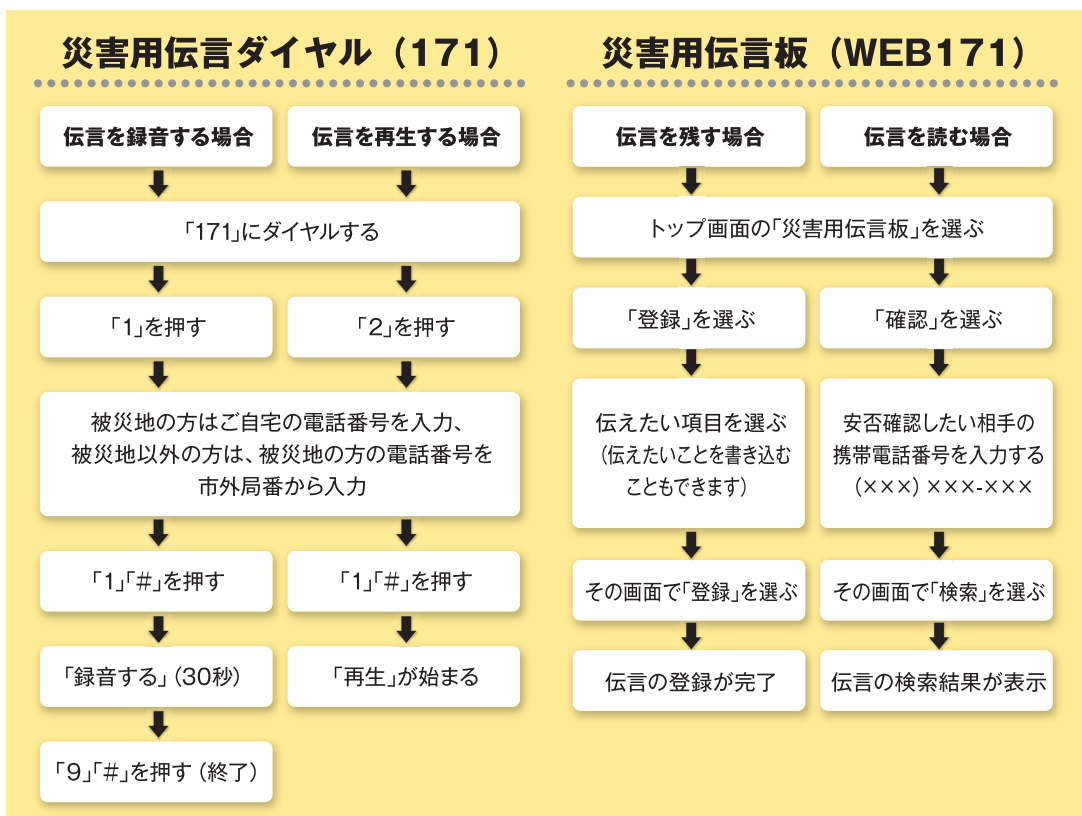 災害用伝言ダイヤル（171）
伝言を録音する場合
伝言を再生する場合
「171」にダイヤルする
「1」を押す
「2」を押す
被災地の方はご自宅の電話番号を入力、
被災地以外の方は、被災地の方の電話番号を
市外局番から入力
「1」「#」を押す
「1」「#」を押す
「録音する」（30秒）
「再生」が始まる
「9」「#」を押す（終了）
災害用伝言板（WEB171）
伝言を残す場合
伝言を読む場合
トップ画面の「災害用伝言板」を選ぶ
「登録」を選ぶ
「確認」を選ぶ
伝えたい項目を選ぶ
（伝えたいことを書き込む
こともできます）
安否確認したい相手の
携帯電話番号を入力する
（×××）×××-×××
その画面で「登録」を選ぶ
その画面で「検索」を選ぶ
伝言の登録が完了
伝言の検索結果が表示